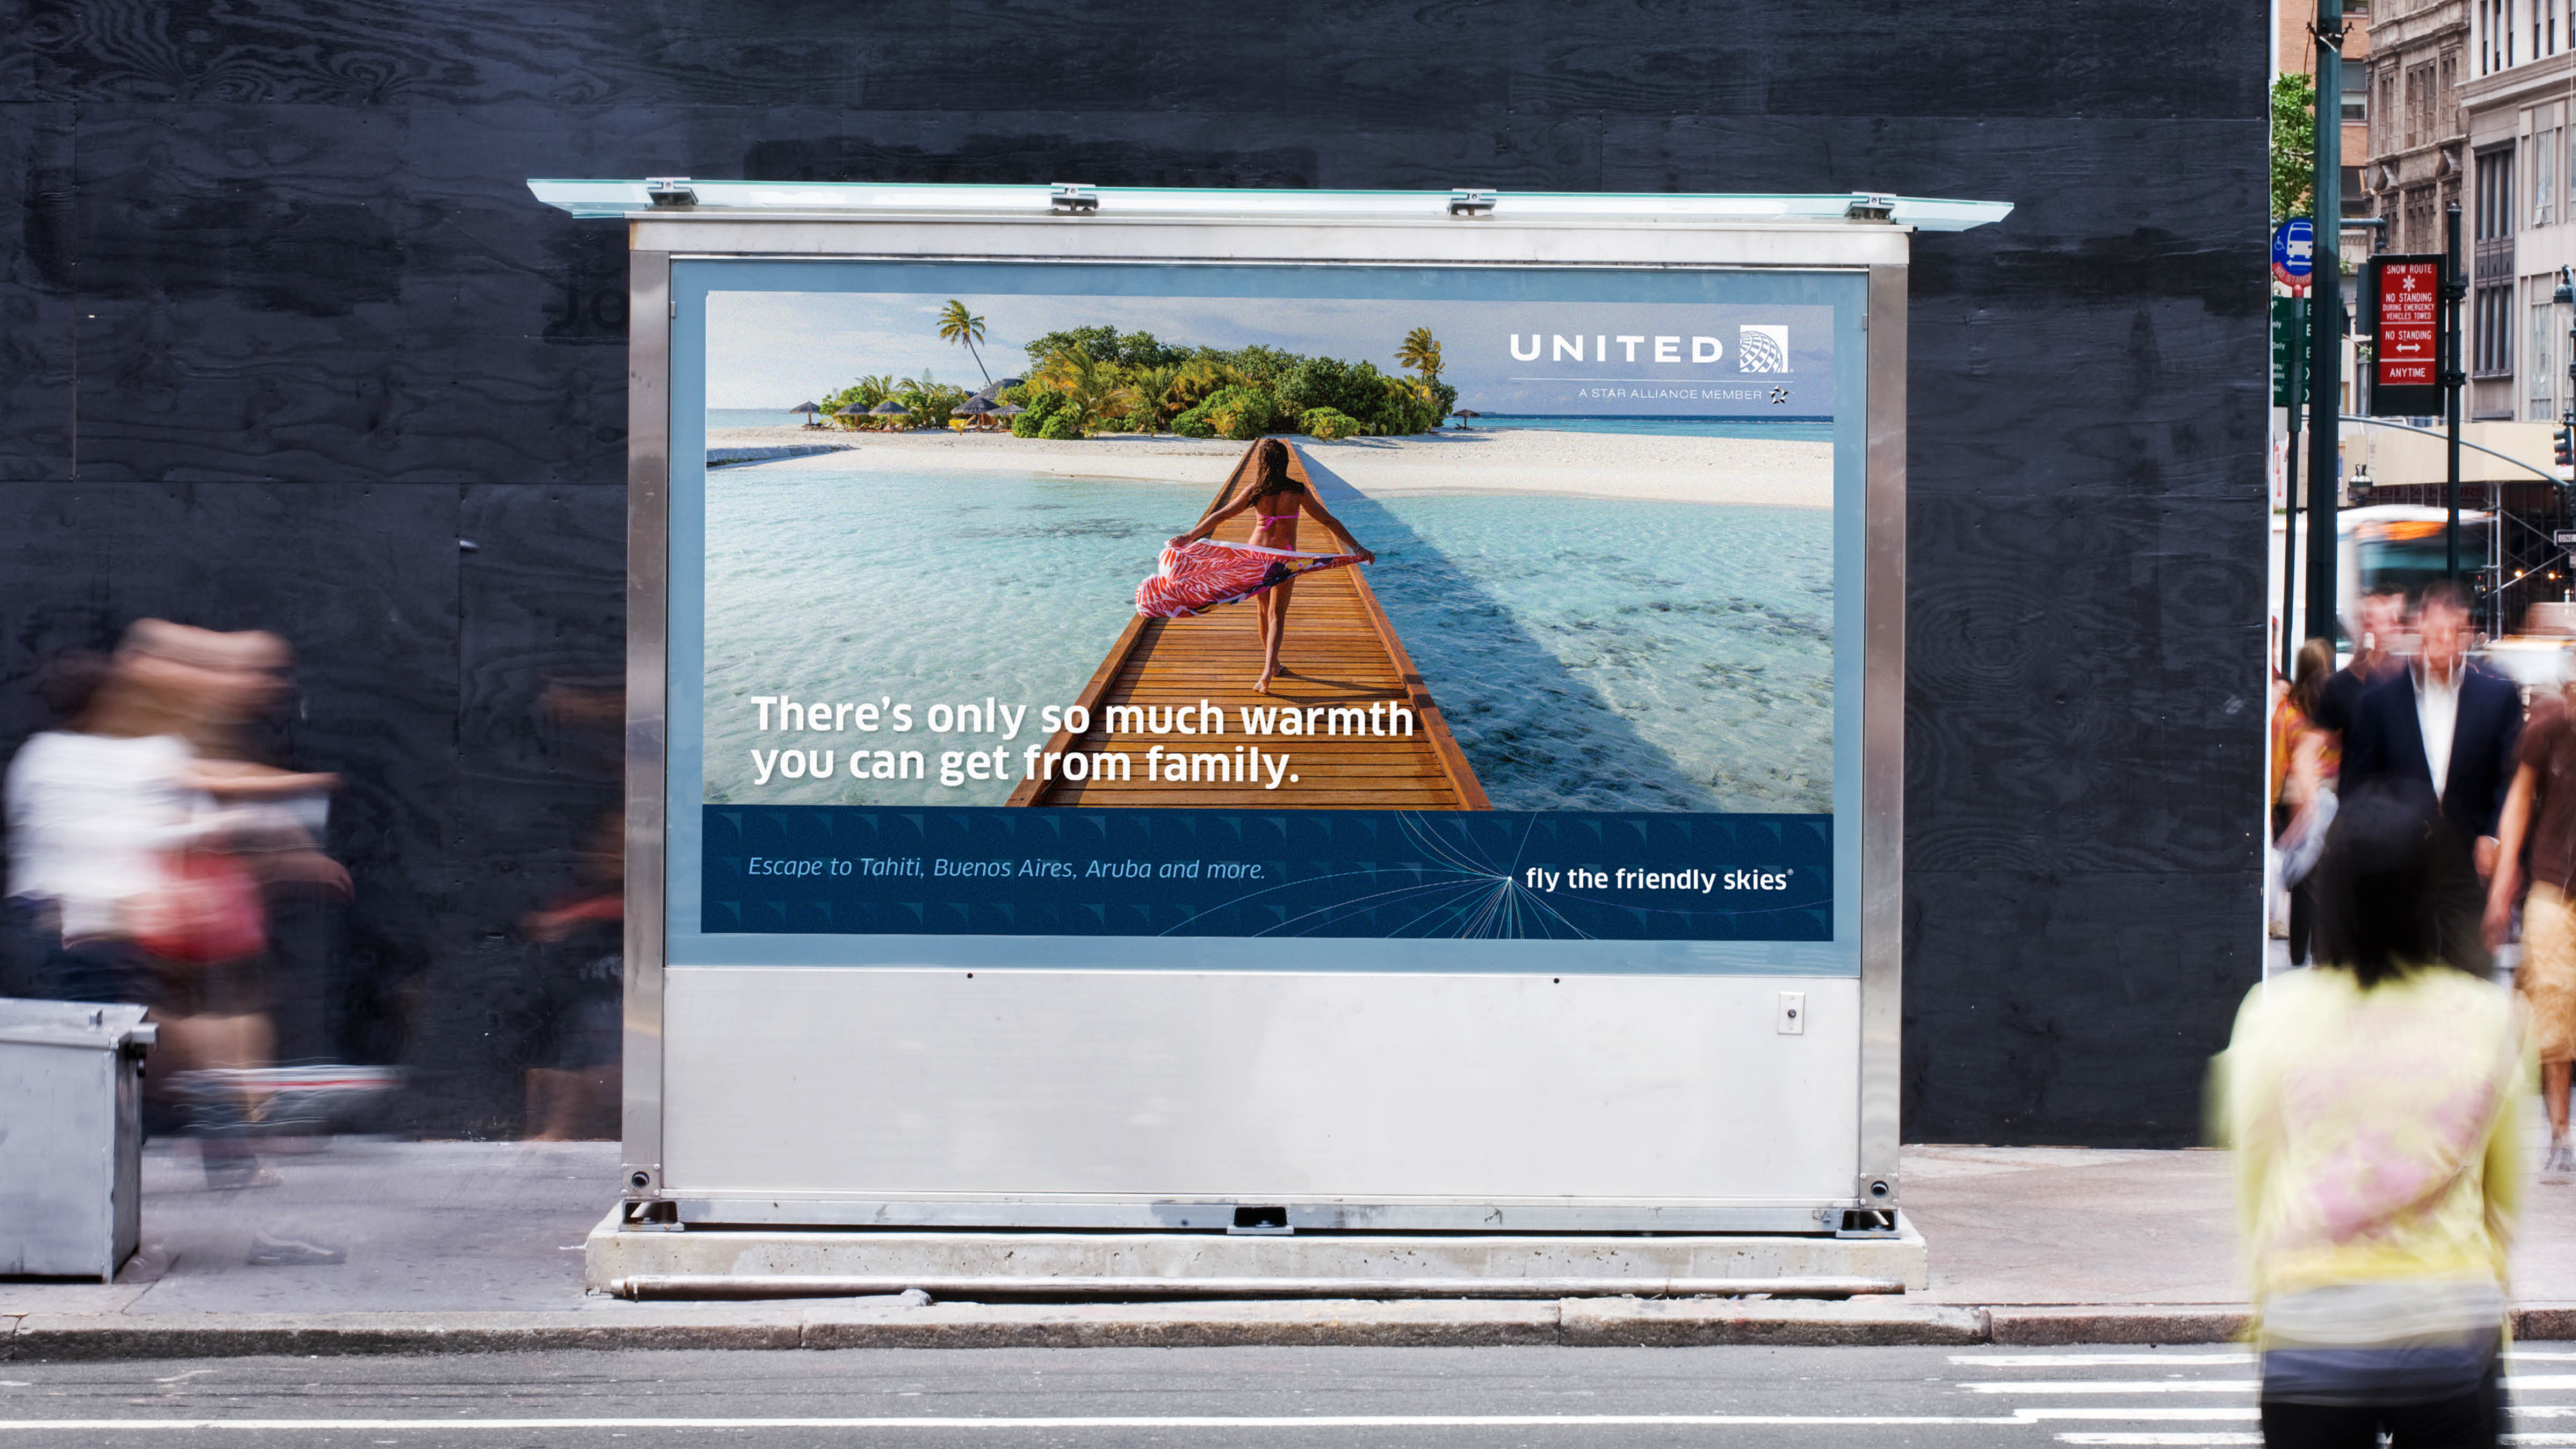 UNITED
A STAR ALLIANCE MEMBER
There's only so much warmth
you can get from family.
Escape to Tahiti, Buenos Aires, Aruba and more.
fly the friendly skies®
SNOW ROUTE
NO STANDING
DURING EMERGENCY
VEHICLES TOWED
NO STANDING
ANYTIME